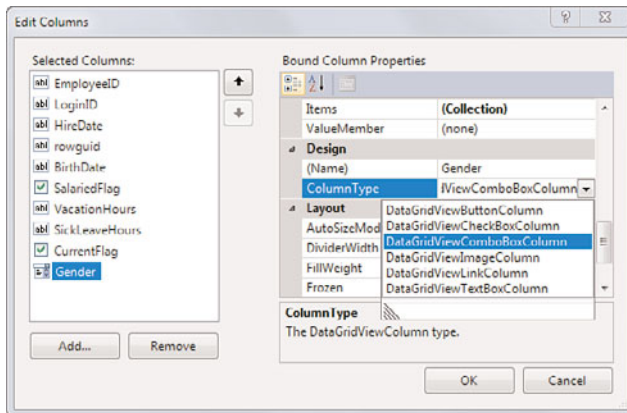 Edit Columns
Selected Columns:
EmployeeID
LoginID
HireDate
rowguid
BirthDate
SalariedFlag
VacationHours
SickLeaveHours
CurrentFlag
Gender
Add...
Remove
Bound Column Properties
Items (Collection)
ValueMember (none)
Design
(Name) Gender
ColumnType IViewComboBoxColumn
Layout
AutoSizeMod
DividerWidth
FillWeight
Frozen
DataGridViewButtonColumn
DataGridViewCheckBoxColumn
DataGridViewComboBoxColumn
DataGridViewImageColumn
DataGridViewLinkColumn
DataGridViewTextBoxColumn
ColumnType
The DataGridViewColumn type.
OK
Cancel